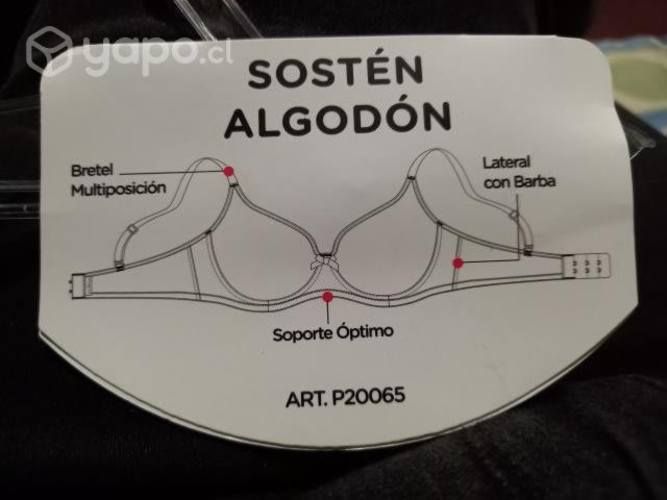 yapo.cl
SOSTÉN
ALGODÓN
Bretel
Multiposición
Lateral
con Barba
Soporte Óptimo
ART. P20065